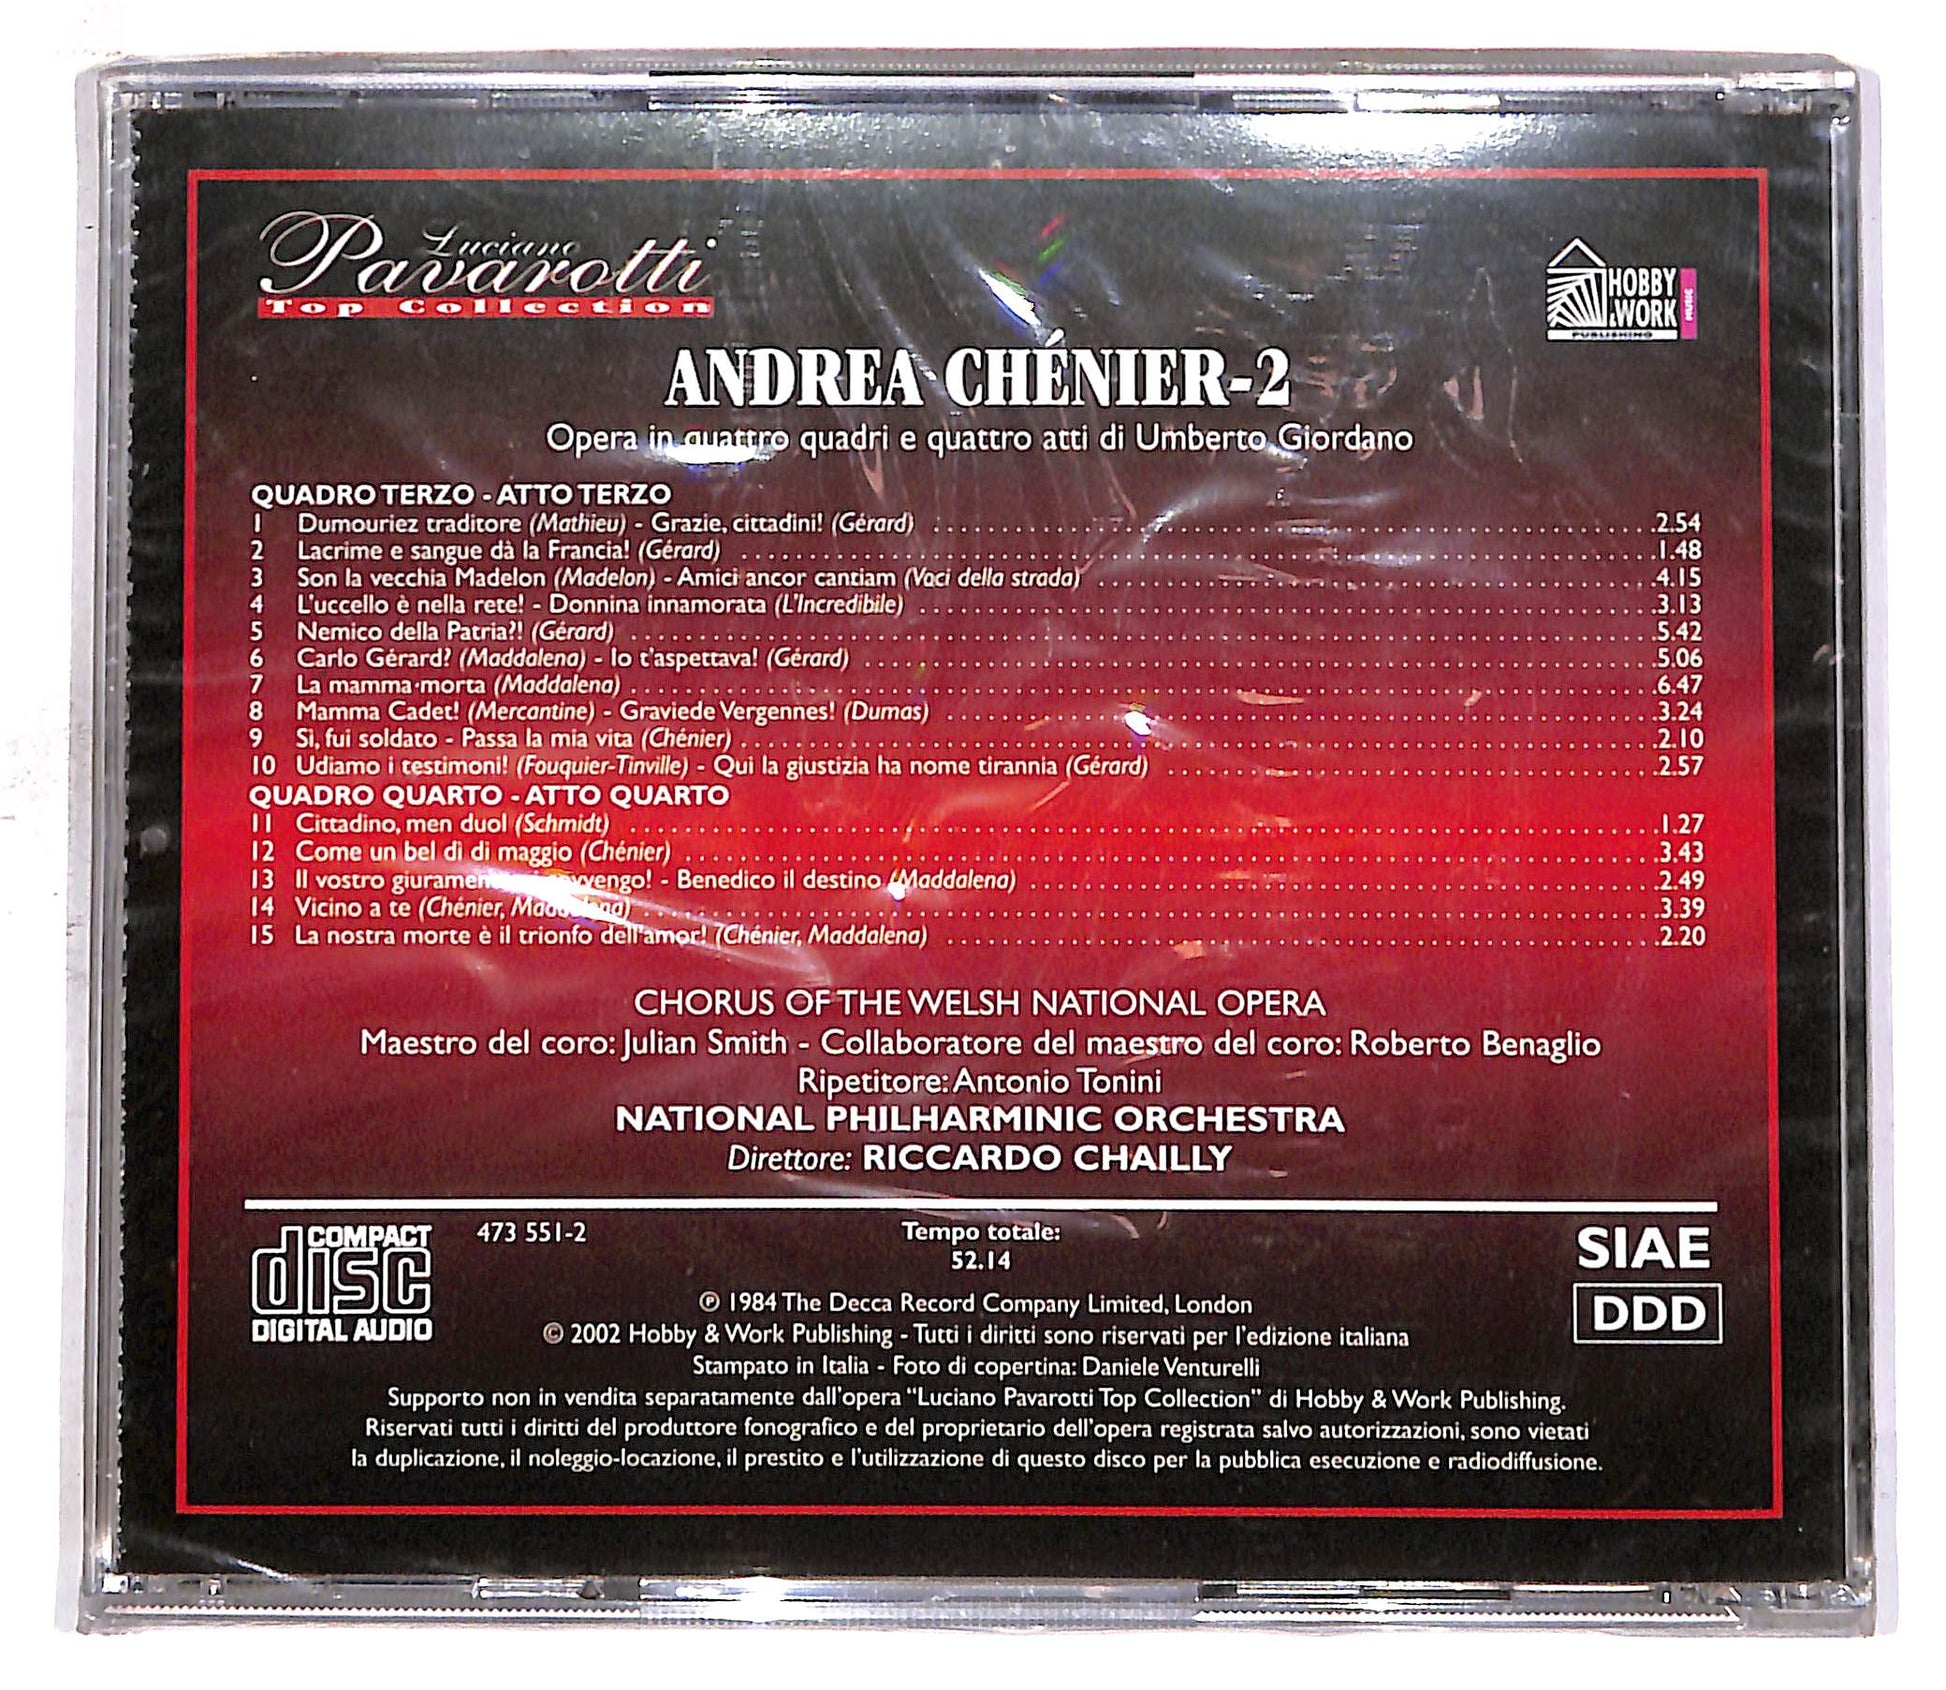 Luciano
Pavarotti
Top Collection
HOBBY
& WORK
PUBLISHING
music
ANDREA CHÉNIER-2
Opera in quattro quadri e quattro atti di Umberto Giordano
QUADRO TERZO - ATTO TERZO
1 Dumouriez traditore (Mathieu) - Grazie, cittadini! (Gérard) 2.54
2 Lacrime e sangue dà la Francia! (Gérard) 1.48
3 Son la vecchia Madelon (Madelon) - Amici ancor cantiam (Voci della strada) 4.15
4 L'uccello è nella rete! - Donnina innamorata (L'Incredibile) 3.13
5 Nemico della Patria?! (Gérard) 5.42
6 Carlo Gérard? (Maddalena) - Io t'aspettava! (Gérard) 5.06
7 La mamma morta (Maddalena) 6.47
8 Mamma Cadet! (Mercantine) - Graviede Vergennes! (Dumas) 3.24
9 Sì, fui soldato - Passa la mia vita (Chénier) 2.10
10 Udiamo i testimoni! (Fouquier-Tinville) - Qui la giustizia ha nome tirannia (Gérard) 2.57
QUADRO QUARTO - ATTO QUARTO
11 Cittadino, men duol (Schmidt) 1.27
12 Come un bel dì di maggio (Chénier) 3.43
13 Il vostro - Benedico il destino (Maddalena) 2.49
14 Vicino a te (Chénier, Maddalena) 3.39
15 La nostra morte è il trionfo dell'amor! (Chénier, Maddalena) 2.20
CHORUS OF THE WELSH NATIONAL OPERA
Maestro del coro: Julian Smith - Collaboratore del maestro del coro: Roberto Benaglio
Ripetitore: Antonio Tonini
NATIONAL PHILHARMINIC ORCHESTRA
Direttore: RICCARDO CHAILLY
COMPACT
disc
DIGITAL AUDIO
473 551-2
Tempo totale:
52.14
SIAE
DDD
℗ 1984 The Decca Record Company Limited, London
© 2002 Hobby & Work Publishing - Tutti i diritti sono riservati per l'edizione italiana
Stampato in Italia - Foto di copertina: Daniele Venturelli
Supporto non in vendita separatamente dall'opera "Luciano Pavarotti Top Collection" di Hobby & Work Publishing.
Riservati tutti i diritti del produttore fonografico e del proprietario dell'opera registrata salvo autorizzazioni, sono vietati
la duplicazione, il noleggio-locazione, il prestito e l'utilizzazione di questo disco per la pubblica esecuzione e radiodiffusione.